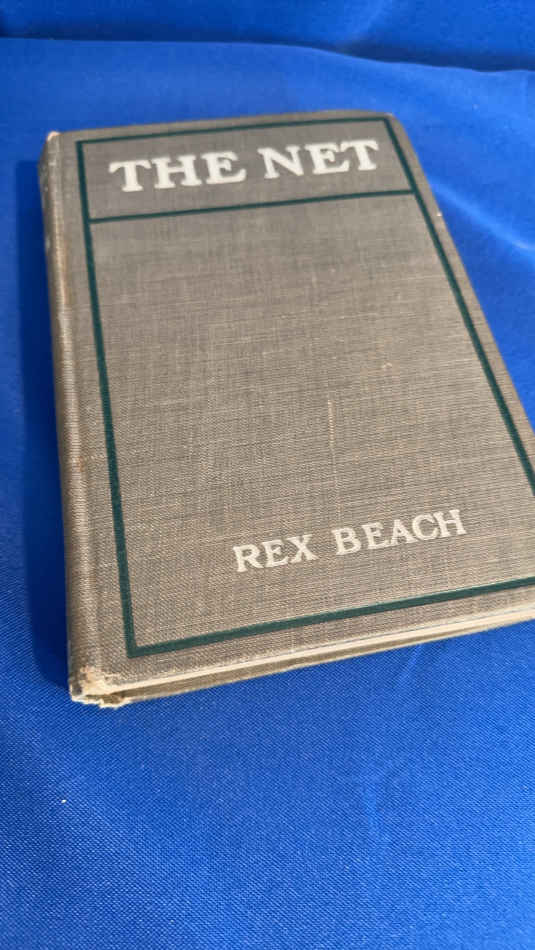 THE NET
REX BEACH